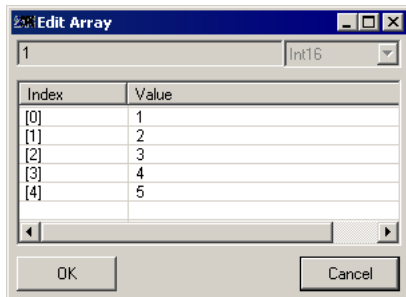 Edit Array
1 Int16
Index Value
[0] 1
[1] 2
[2] 3
[3] 4
[4] 5
OK Cancel